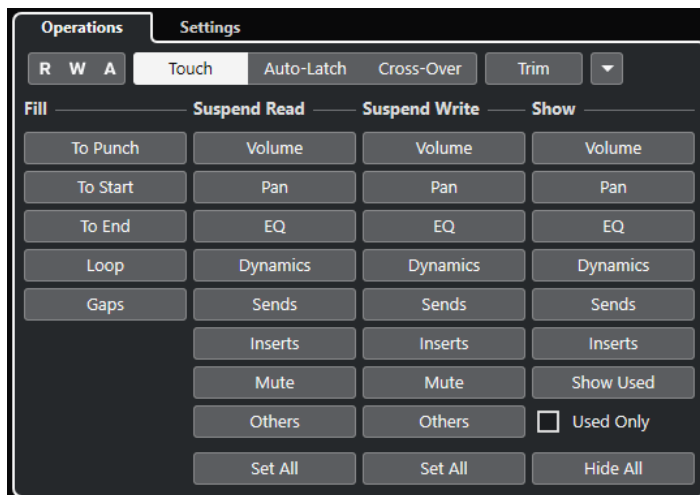 Operations Settings
R W A Touch Auto-Latch Cross-Over Trim
Fill Suspend Read Suspend Write Show
To Punch Volume Volume Volume
To Start Pan Pan Pan
To End EQ EQ EQ
Loop Dynamics Dynamics Dynamics
Gaps Sends Sends Sends
Inserts Inserts Inserts
Mute Mute Show Used
Others Others Used Only
Set All Set All Hide All